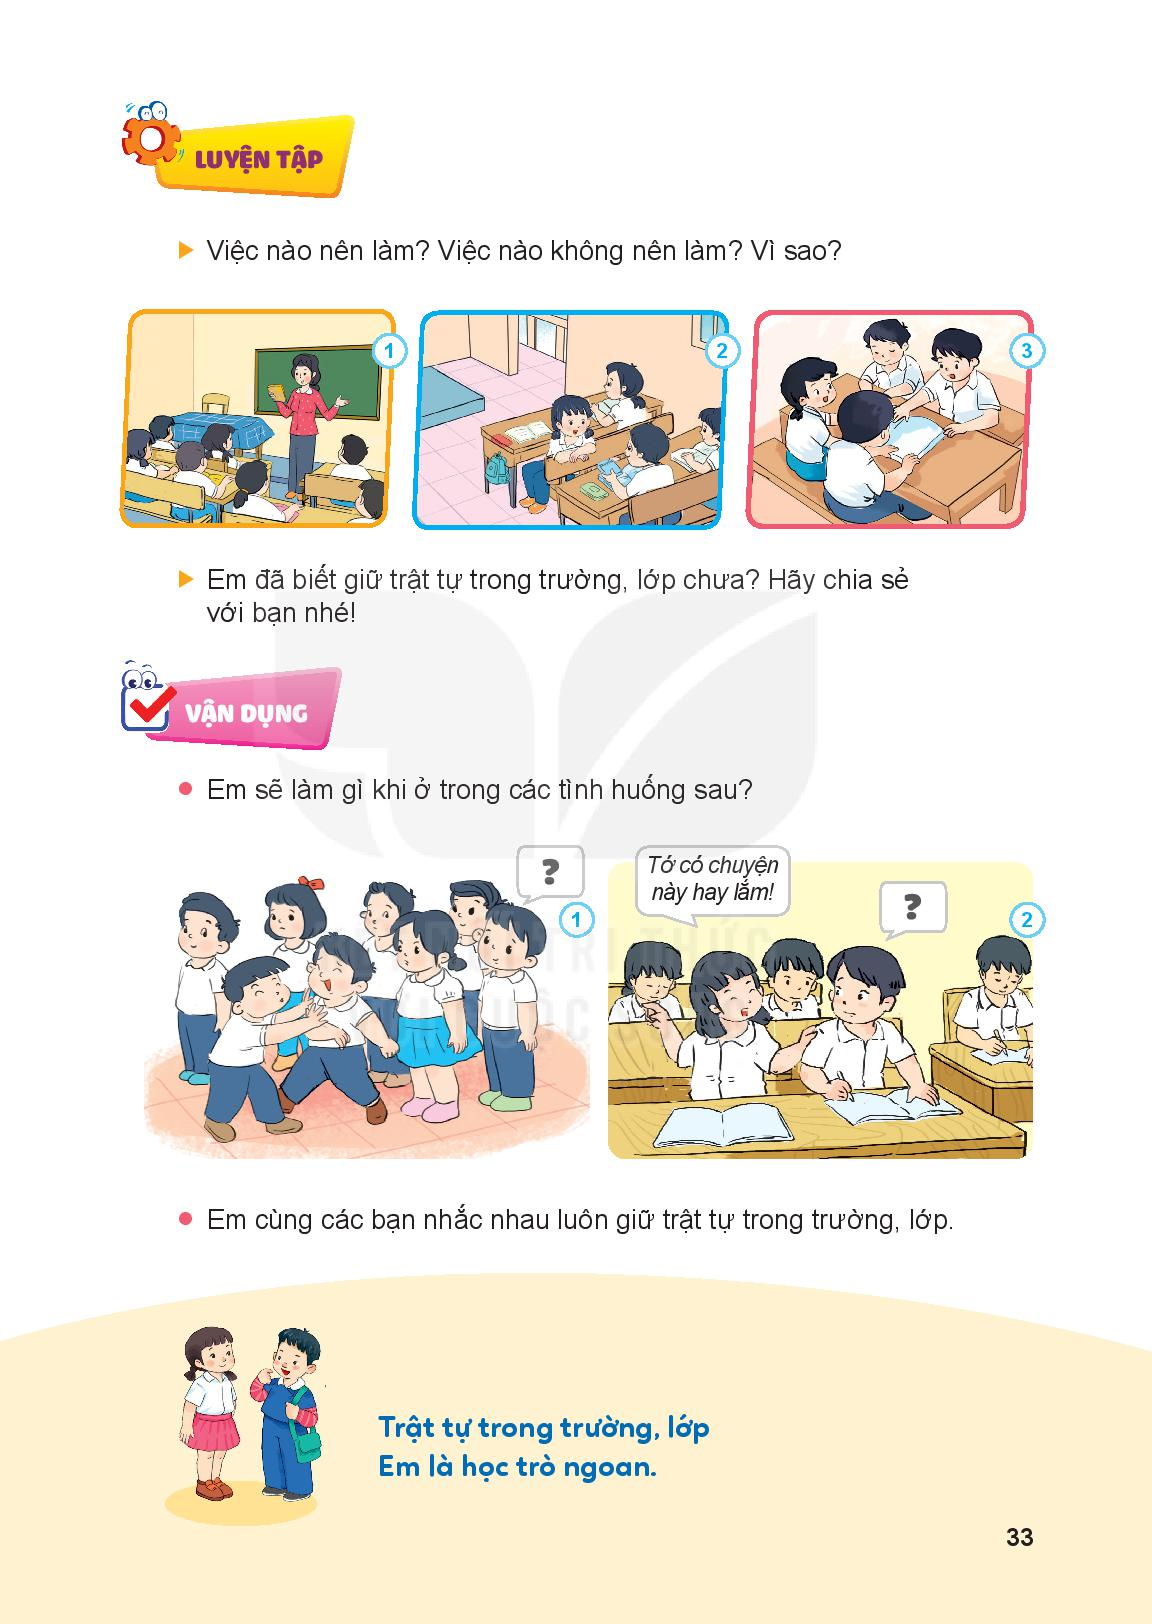 LUYỆN TẬP
Việc nào nên làm? Việc nào không nên làm? Vì sao?
1
2
3
Em đã biết giữ trật tự trong trường, lớp chưa? Hãy chia sẻ
với bạn nhé!
VẬN DỤNG
Em sẽ làm gì khi ở trong các tình huống sau?
?
1
Tớ có chuyện
này hay lắm!
?
2
Em cùng các bạn nhắc nhau luôn giữ trật tự trong trường, lớp.
Trật tự trong trường, lớp
Em là học trò ngoan.
33